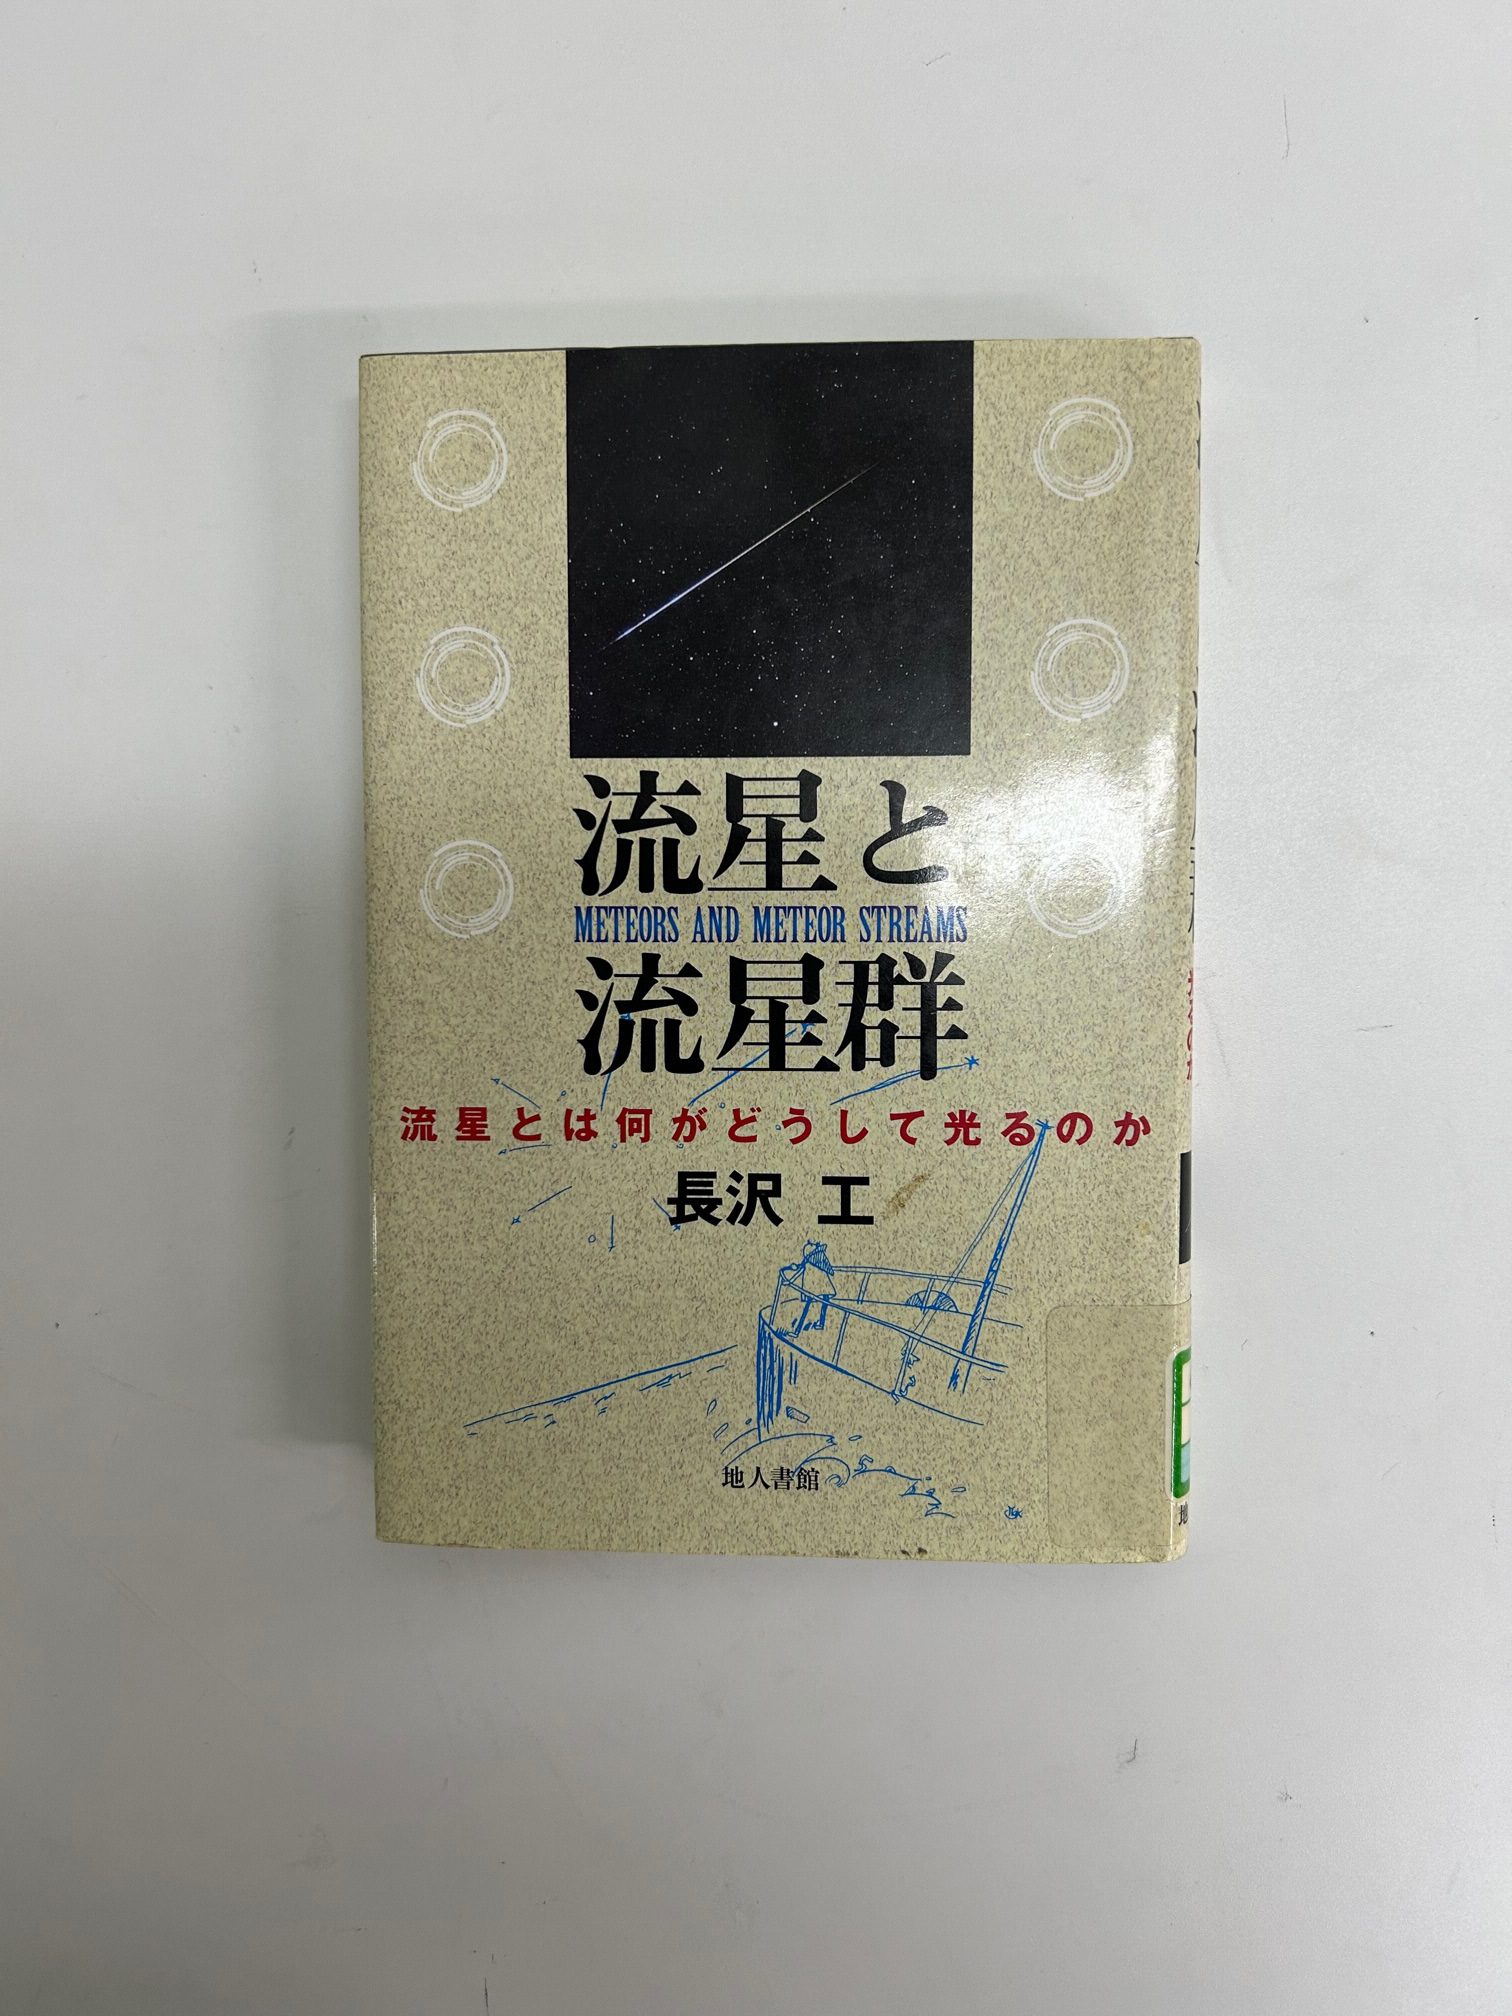 流星と
METEORS AND METEOR STREAMS
流星群
流星とは何がどうして光るのか
長沢 工
地人書館